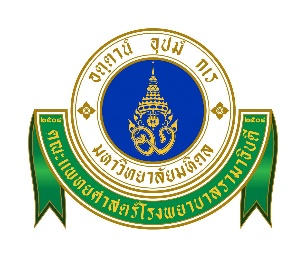 อตฺตานํ อุปมํ กเร
มหาวิทยาลัยมหิดล
๒๕๐๘ ๒๕๐๘
คณะแพทยศาสตร์โรงพยาบาลรามาธิบดี